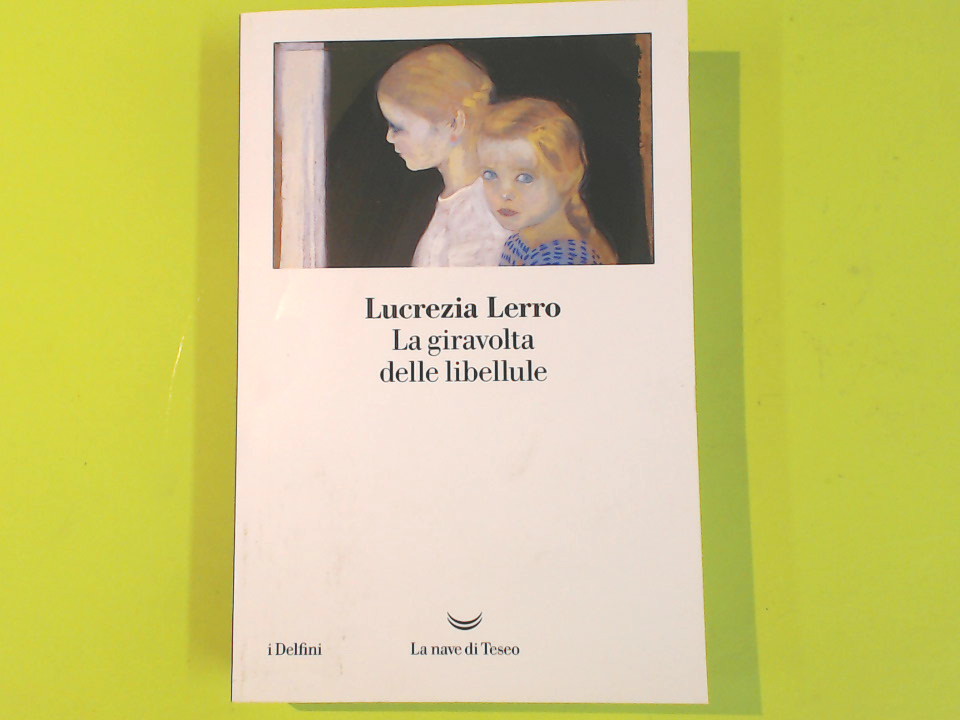 Lucrezia Lerro
La giravolta
delle libellule
i Delfini
La nave di Teseo